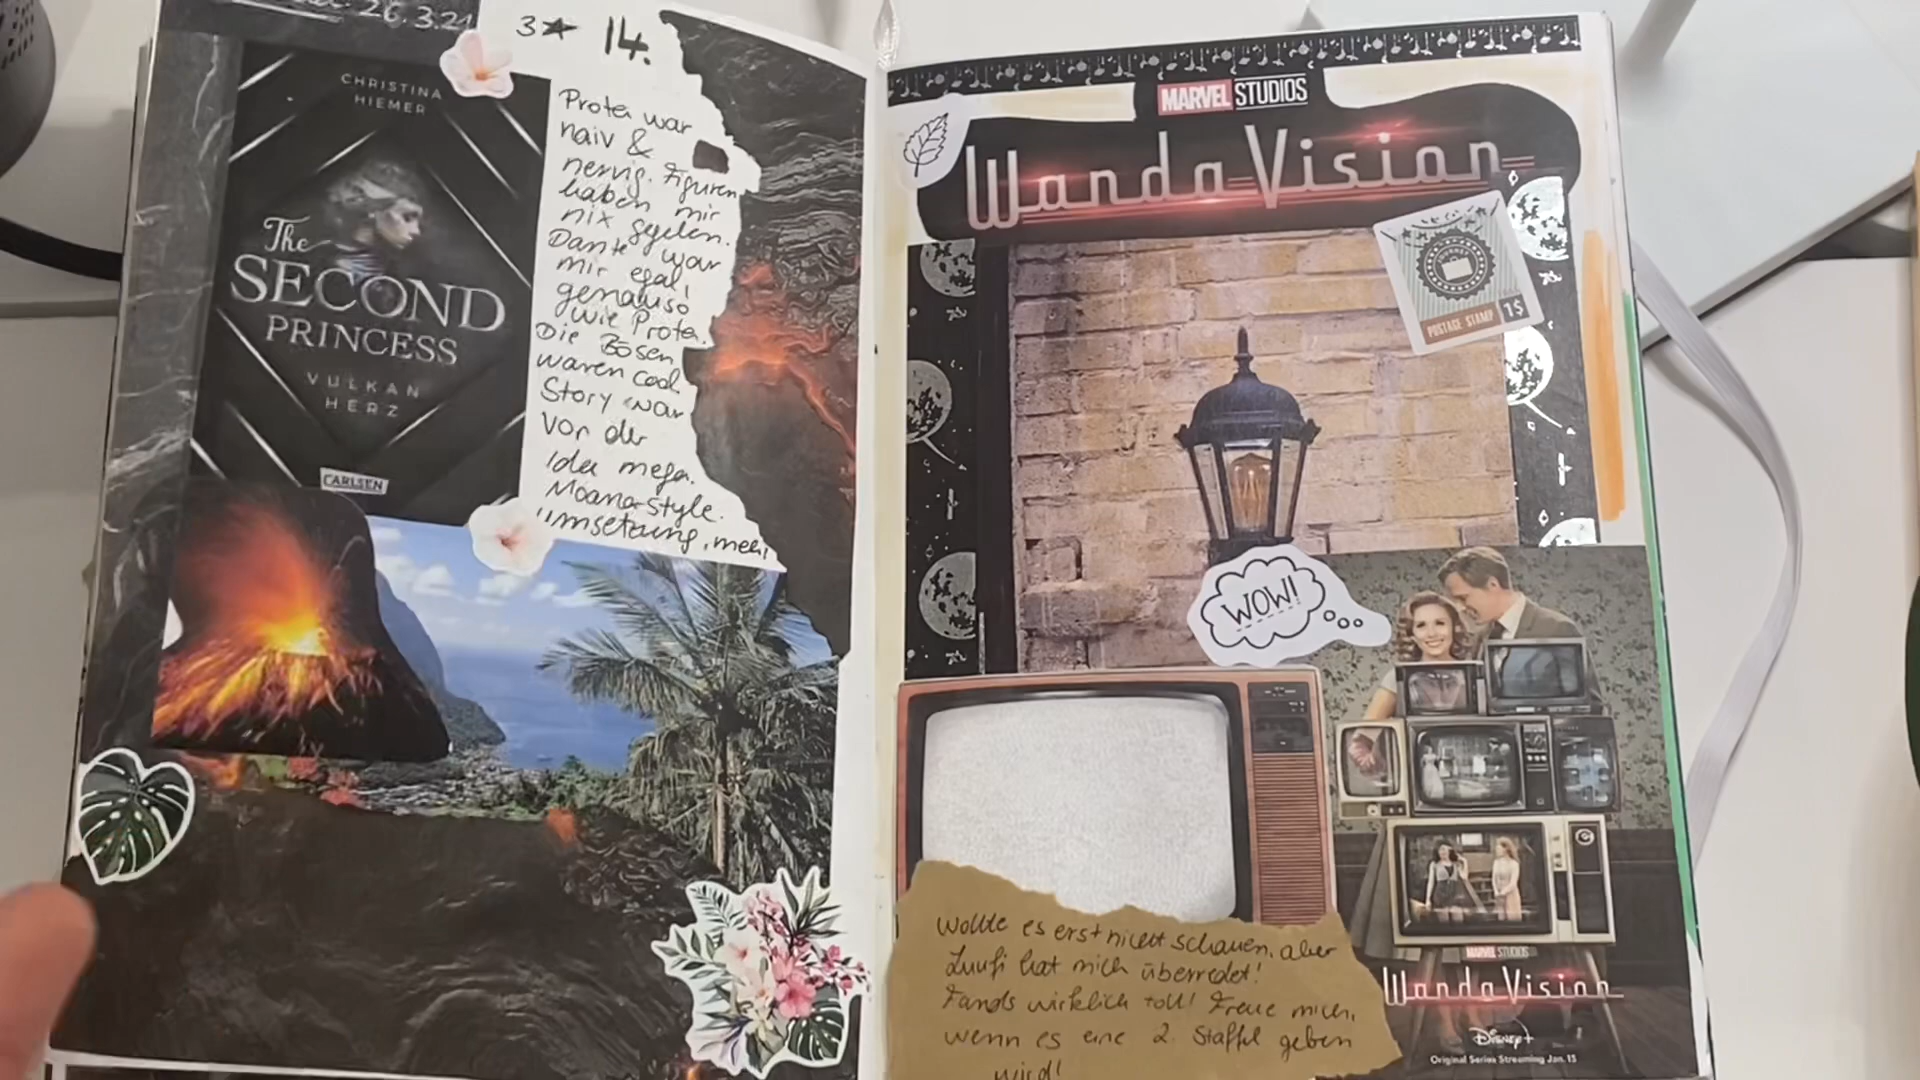 26.3.21
3★ 14.
CHRISTINA
HIEMER
The
SECOND
PRINCESS
VULKAN
HERZ
CARLSEN
Prota war
naiv &
nervig. Figuren
haben mir
nix gegeben.
Dante war
mir egal,
genauso
wie Prota.
Die Bösen
waren cool
Story war
von der
Idee mega.
Moana-Style.
Umsetzung, meh!
MARVEL STUDIOS
WandaVision
POSTAGE STAMP 1$
WOW!
Wollte es erst nicht schauen, aber
hat mich überredet!
Fands wirklich toll! Freue mich,
wenn es eine 2. Staffel geben
wird!
MARVEL STUDIOS
WandaVision
Disney+
Original Series Streaming Jan. 15